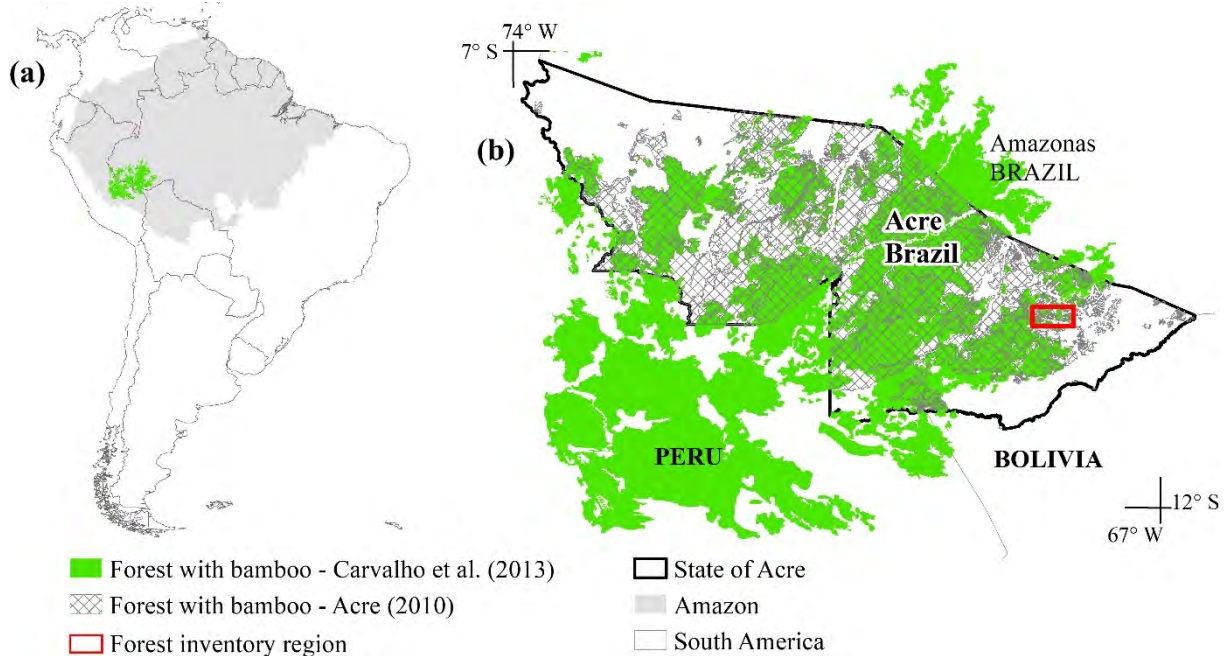 (a)
74° W
7° S
(b)
Amazonas
BRAZIL
Acre
Brazil
PERU
BOLIVIA
12° S
67° W
Forest with bamboo - Carvalho et al. (2013)
Forest with bamboo - Acre (2010)
Forest inventory region
State of Acre
Amazon
South America